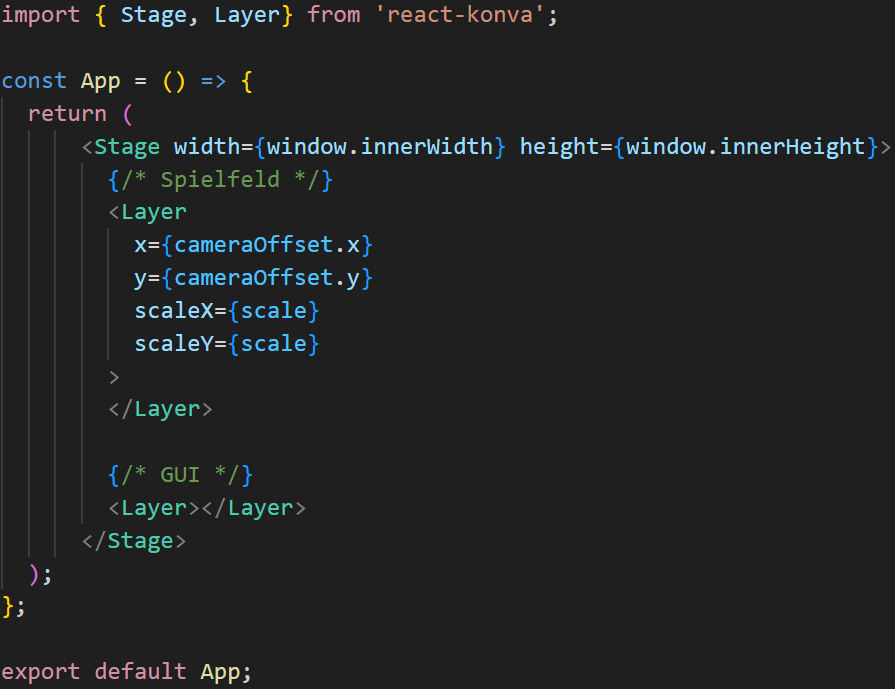 import { Stage, Layer} from 'react-konva';
const App = () => {
return (
<Stage width={window.innerWidth} height={window.innerHeight}>
{/* Spielfeld */}
<Layer
x={cameraOffset.x}
y={cameraOffset.y}
scaleX={scale}
scaleY={scale}
>
</Layer>
{/* GUI */}
<Layer></Layer>
</Stage>
);
};
export default App;